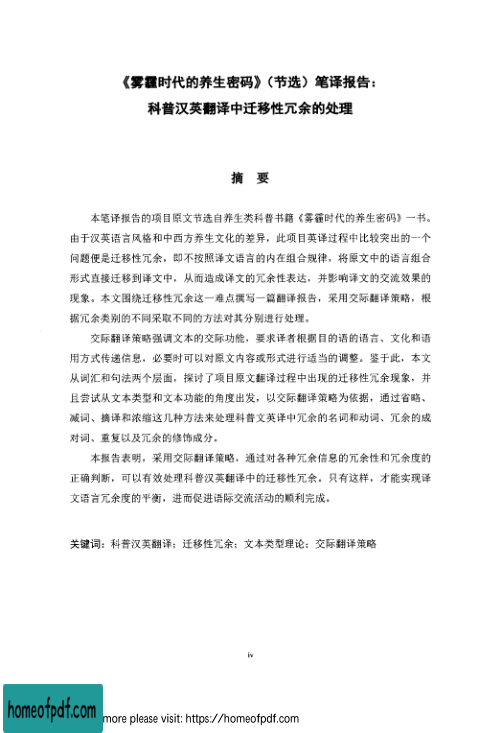 《雾霾时代的养生密码》（节选）笔译报告：
科普汉英翻译中迁移性冗余的处理
摘 要
本笔译报告的项目原文节选自养生类科普书籍《雾霾时代的养生密码》一书。
由于汉英语言风格和中西方养生文化的差异，此项目英译过程中比较突出的一个
问题便是迁移性冗余，即不按照译文语言的内在组合规律，将原文中的语言组合
形式直接迁移到译文中，从而造成译文的冗余性表达，并影响译文的交流效果的
现象。本文围绕迁移性冗余这一难点撰写一篇翻译报告，采用交际翻译策略，根
据冗余类别的不同采取不同的方法对其分别进行处理。
交际翻译策略强调文本的交际功能，要求译者根据目的语的语言、文化和语
用方式传递信息，必要时可以对原文内容或形式进行适当的调整。鉴于此，本文
从词汇和句法两个层面，探讨了项目原文翻译过程中出现的迁移性冗余现象，并
且尝试从文本类型和文本功能的角度出发，以交际翻译策略为依据，通过省略、
减词、摘译和浓缩这几种方法来处理科普文英译中冗余的名词和动词、冗余的成
对词、重复以及冗余的修饰成分。
本报告表明，采用交际翻译策略，通过对各种冗余信息的冗余性和冗余度的
正确判断，可以有效处理科普汉英翻译中的迁移性冗余。只有这样，才能实现译
文语言冗余度的平衡，进而促进语际交流活动的顺利完成。
关键词：科普汉英翻译；迁移性冗余；文本类型理论；交际翻译策略
iv
homeofpdf.com
more please visit: https://homeofpdf.com